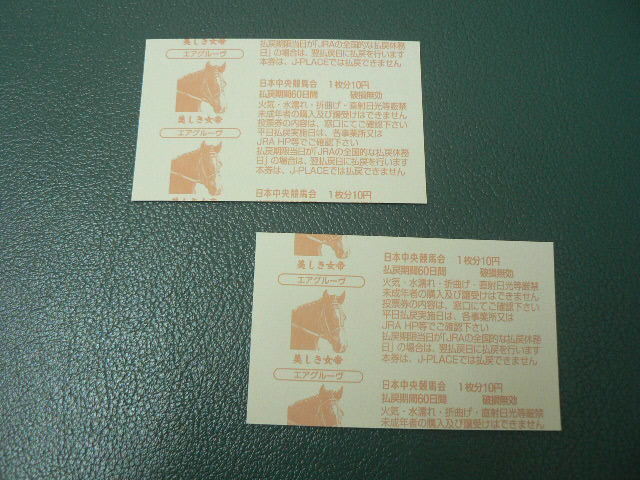 美しき女帝
エアグルーヴ
美しき女帝
エアグルーヴ
払戻期限当日が「JRAの全国的な払戻休務
日」の場合は、翌払戻日に払戻を行います
本券は、J-PLACEでは払戻できません
日本中央競馬会 1枚分10円
払戻期間60日間 破損無効
火気・水濡れ・折曲げ・直射日光等厳禁
未成年者の購入及び譲受けはできません
投票券の内容は、窓口にてご確認下さい
平日払戻実施日は、各事業所又は
JRA HP等でご確認下さい
払戻期限当日が「JRAの全国的な払戻休務
日」の場合は、翌払戻日に払戻を行います
本券は、J-PLACEでは払戻できません
日本中央競馬会 1枚分10円
美しき女帝
エアグルーヴ
美しき女帝
エアグルーヴ
日本中央競馬会 1枚分10円
払戻期間60日間 破損無効
火気・水濡れ・折曲げ・直射日光等厳禁
未成年者の購入及び譲受けはできません
投票券の内容は、窓口にてご確認下さい
平日払戻実施日は、各事業所又は
JRA HP等でご確認下さい
払戻期限当日が「JRAの全国的な払戻休務
日」の場合は、翌払戻日に払戻を行います
本券は、J-PLACEでは払戻できません
日本中央競馬会 1枚分10円
払戻期間60日間 破損無効
火気・水濡れ・折曲げ・直射日光等厳禁
未成年者の購入及び譲受けはできません